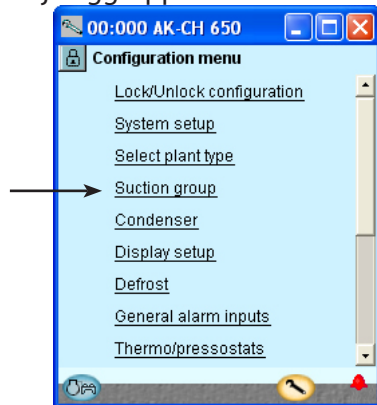 00:000 AK-CH 650
Configuration menu
Lock/Unlock configuration
System setup
Select plant type
Suction group
Condenser
Display setup
Defrost
General alarm inputs
Thermo/pressostats